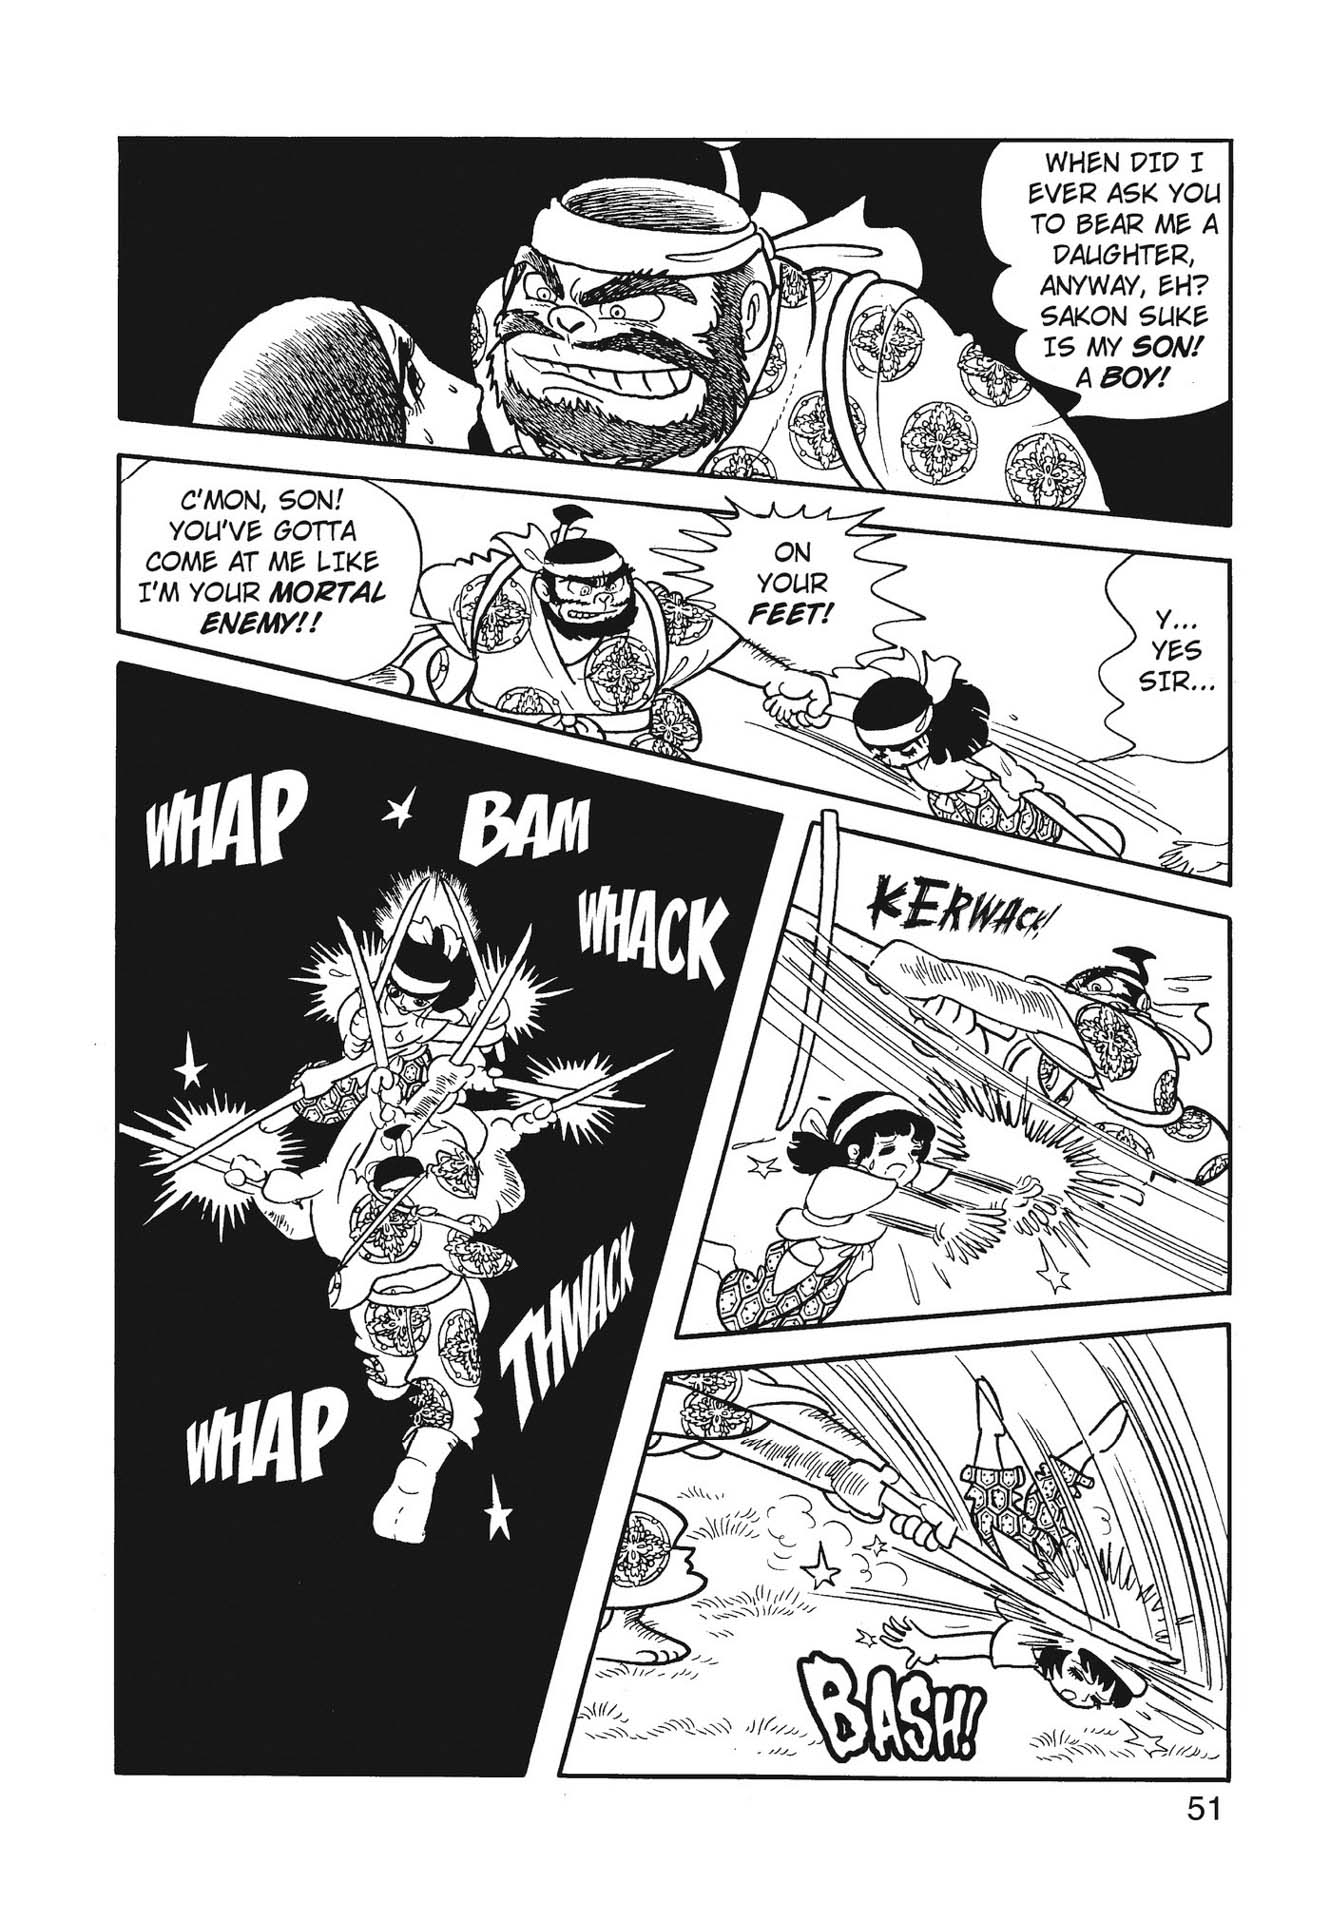 WHEN DID I
EVER ASK YOU
TO BEAR ME A
DAUGHTER,
ANYWAY, EH?
SAKON SUKE
IS MY SON!
A BOY!
C'MON, SON!
YOU'VE GOTTA
COME AT ME LIKE
I'M YOUR MORTAL
ENEMY!!
ON
YOUR
FEET!
Y...
YES
SIR...
WHAP
BAM
WHACK
THWACK
WHAP
KERWACK!
BASH!
51